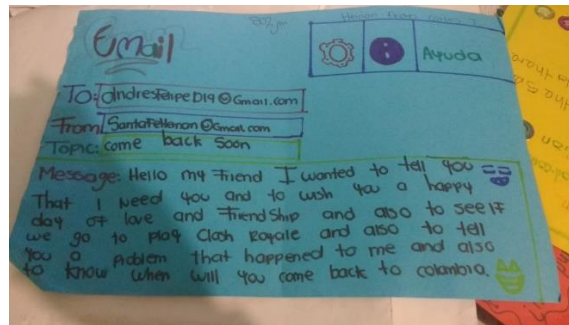 Email
Ayuda
To: andresFelipeD19@Gmail.com
From: SantaFeHernan@Gmail.com
Topic: come back soon
Message: Hello my Friend I wanted to tell you
That I need you and to wish you a happy
day of love and FriendShip and also to see iF
we go to play Clash Royale and also to tell
you a problem that happened to me and also
to know when will you come back to colombia.